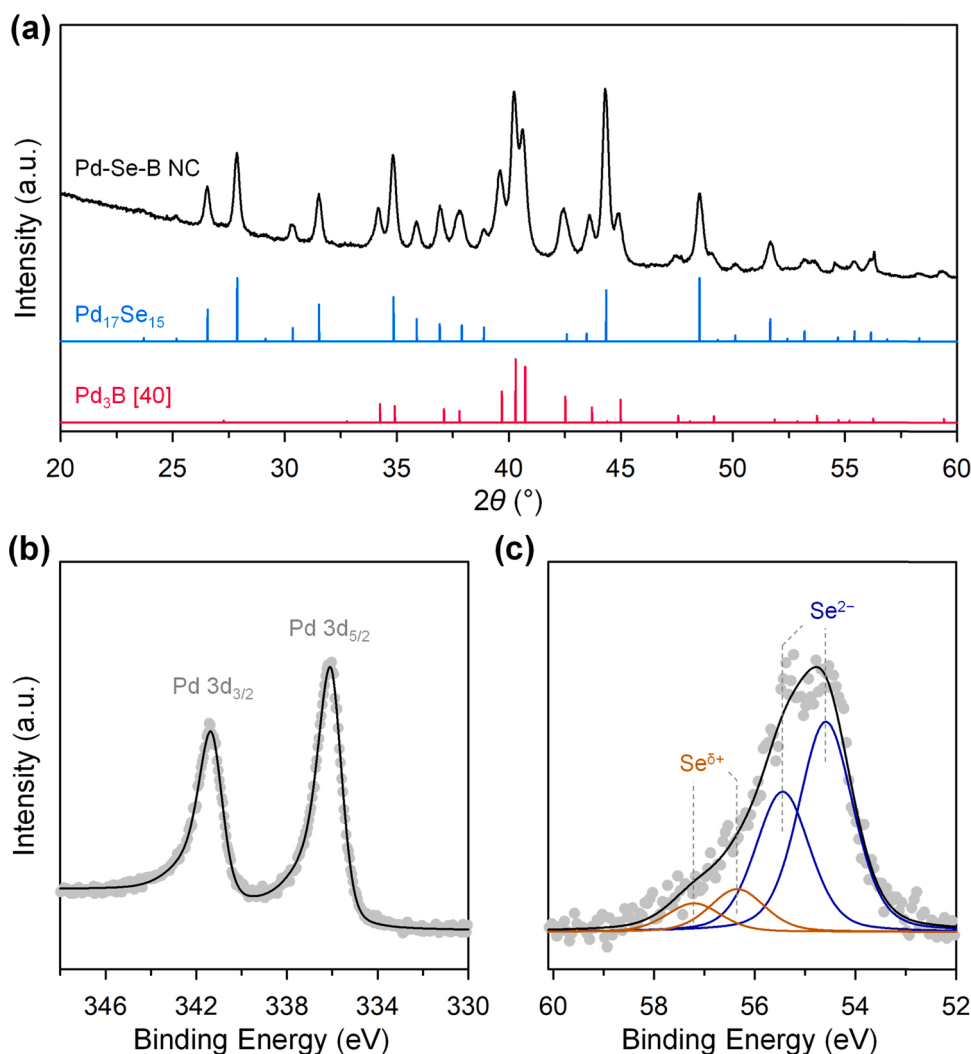 (a)
Intensity (a.u.)
Pd-Se-B NC
Pd₁₇Se₁₅
Pd₃B [40]
20 25 30 35 40 45 50 55 60
2θ (°)
(b)
Intensity (a.u.)
Pd 3d₃/₂
Pd 3d₅/₂
346 342 338 334 330
Binding Energy (eV)
(c)
Se²⁻
Se^δ+
60 58 56 54 52
Binding Energy (eV)